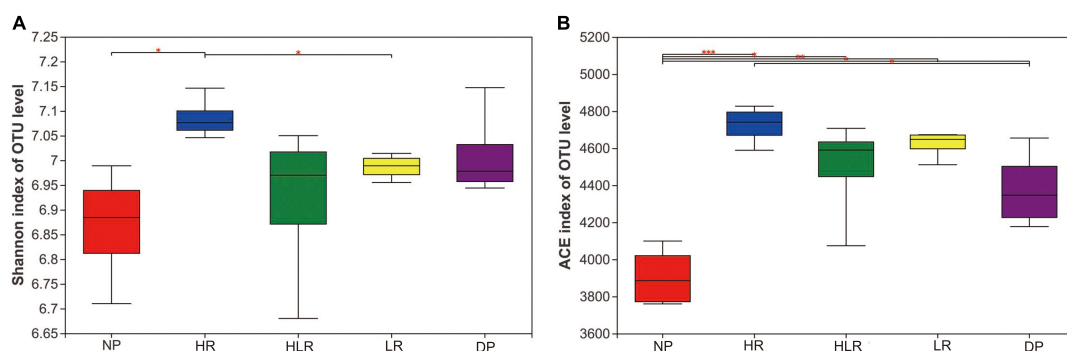 A
Shannon index of OTU level
7.25
7.2
7.15
7.1
7.05
7
6.95
6.9
6.85
6.8
6.75
6.7
6.65
*
*
NP
HR
HLR
LR
DP
B
ACE index of OTU level
5200
5000
4800
4600
4400
4200
4000
3800
3600
***
*
**
*
*
NP
HR
HLR
LR
DP